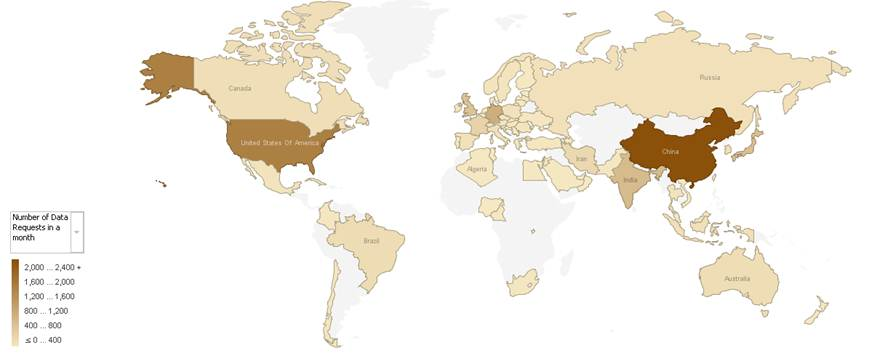 Canada
Russia
United States Of America
China
Iran
Algeria
India
Brazil
Australia
Number of Data
Requests in a
month
2,000 ... 2,400 +
1,600 ... 2,000
1,200 ... 1,600
800 ... 1,200
400 ... 800
≤ 0 ... 400